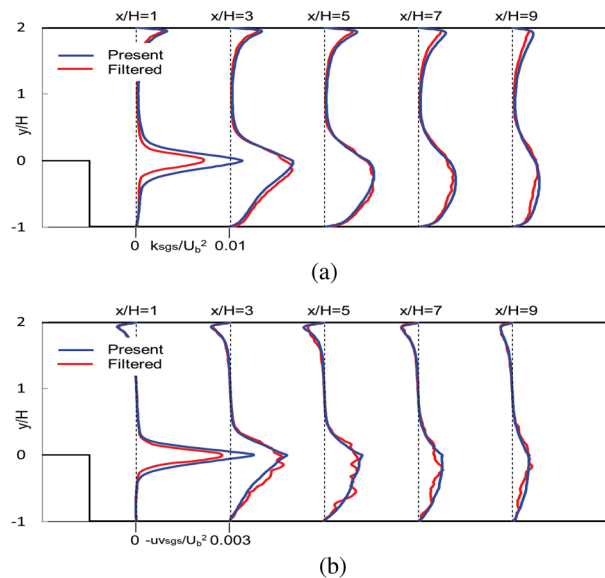 x/H=1 x/H=3 x/H=5 x/H=7 x/H=9
2
Present
Filtered
1
y/H
0
-1
0 ksgs/Ub² 0.01
(a)
x/H=1 x/H=3 x/H=5 x/H=7 x/H=9
2
Present
Filtered
1
y/H
0
-1
0 -uvsgs/Ub² 0.003
(b)